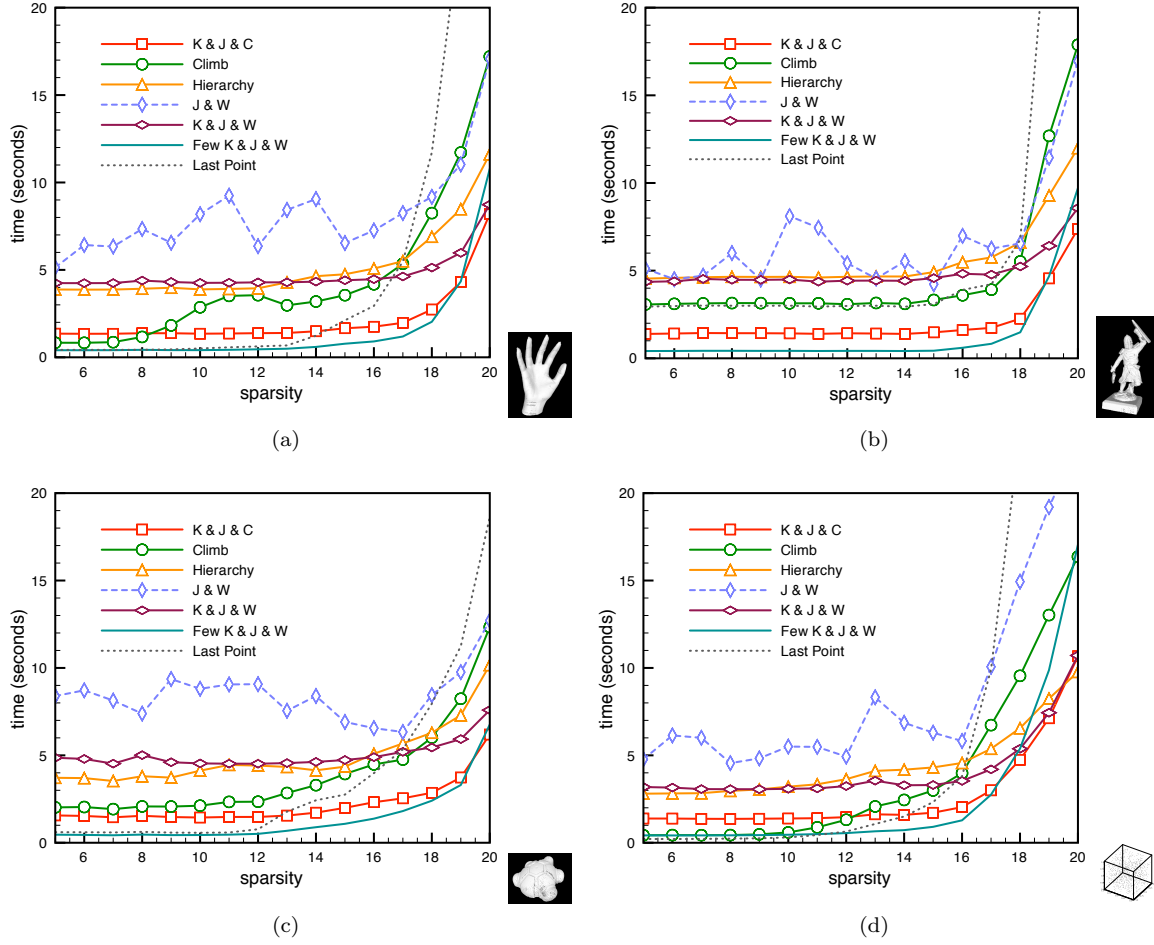 20
15
10
5
0
time (seconds)
K & J & C
Climb
Hierarchy
J & W
K & J & W
Few K & J & W
Last Point
6 8 10 12 14 16 18 20
sparsity
(a)
20
15
10
5
0
time (seconds)
K & J & C
Climb
Hierarchy
J & W
K & J & W
Few K & J & W
Last Point
6 8 10 12 14 16 18 20
sparsity
(b)
20
15
10
5
0
time (seconds)
K & J & C
Climb
Hierarchy
J & W
K & J & W
Few K & J & W
Last Point
6 8 10 12 14 16 18 20
sparsity
(c)
20
15
10
5
0
time (seconds)
K & J & C
Climb
Hierarchy
J & W
K & J & W
Few K & J & W
Last Point
6 8 10 12 14 16 18 20
sparsity
(d)